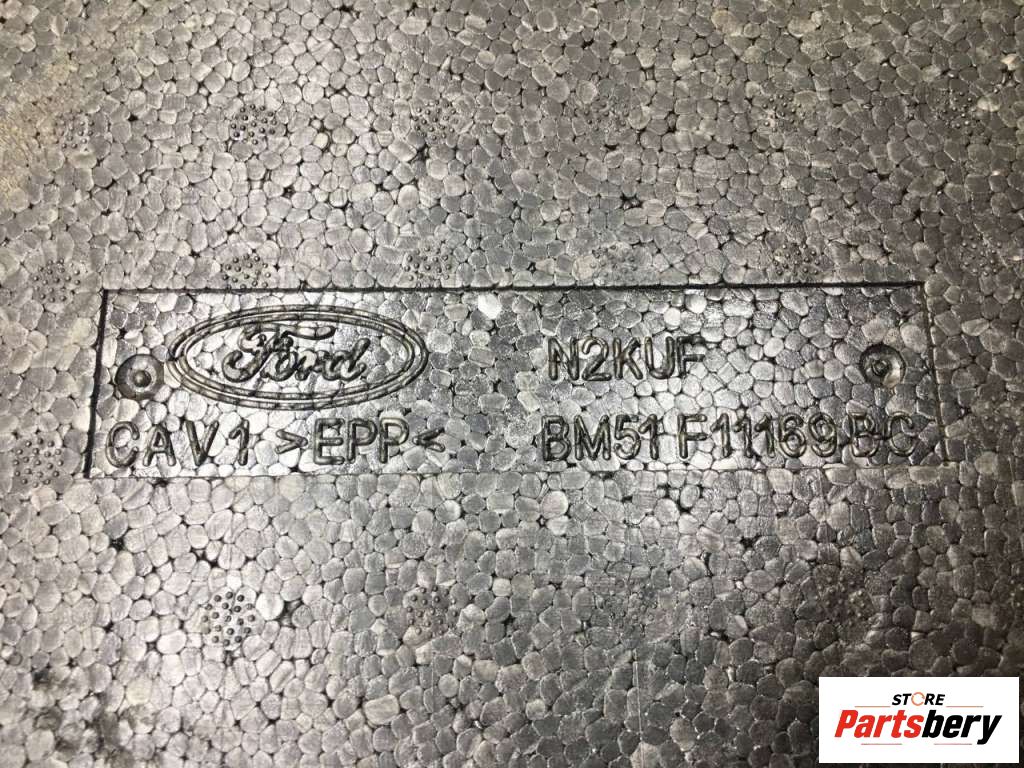 Ford N2KUF
CAV1 >EPP< BM51 F11169 BC
STORE
Partsbery